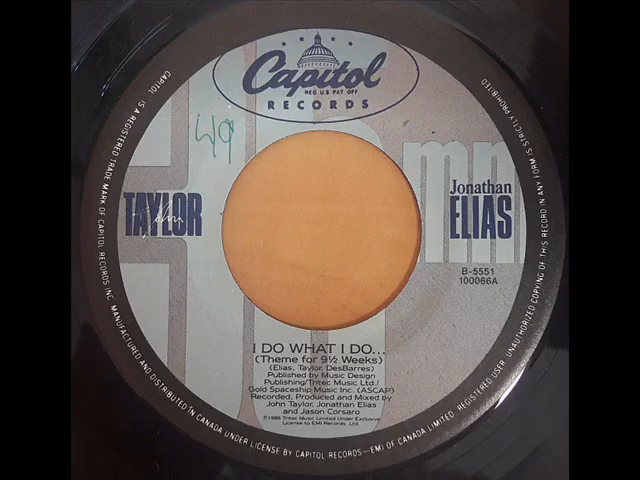 Capitol
REG. U.S. PAT. OFF.
RECORDS
49
TAYLOR
John
Jonathan
ELIAS
mm
B-5551
100066A
I DO WHAT I DO...
(Theme for 9½ Weeks)
(Elias, Taylor, DesBarres)
Published by Music Design
Publishing/Tritec Music Ltd./
Gold Spaceship Music Inc. (ASCAP)
Recorded, Produced and Mixed by
John Taylor, Jonathan Elias
and Jason Corsaro
℗1986 Tritec Music Limited Under Exclusive
License to EMI Records, Ltd.
CAPITOL IS A REGISTERED TRADE MARK OF CAPITOL RECORDS INC. MANUFACTURED AND DISTRIBUTED IN CANADA UNDER LICENSE BY CAPITOL RECORDS—EMI OF CANADA LIMITED. REGISTERED USER. UNAUTHORIZED COPYING OF THIS RECORD IN ANY FORM IS STRICTLY PROHIBITED